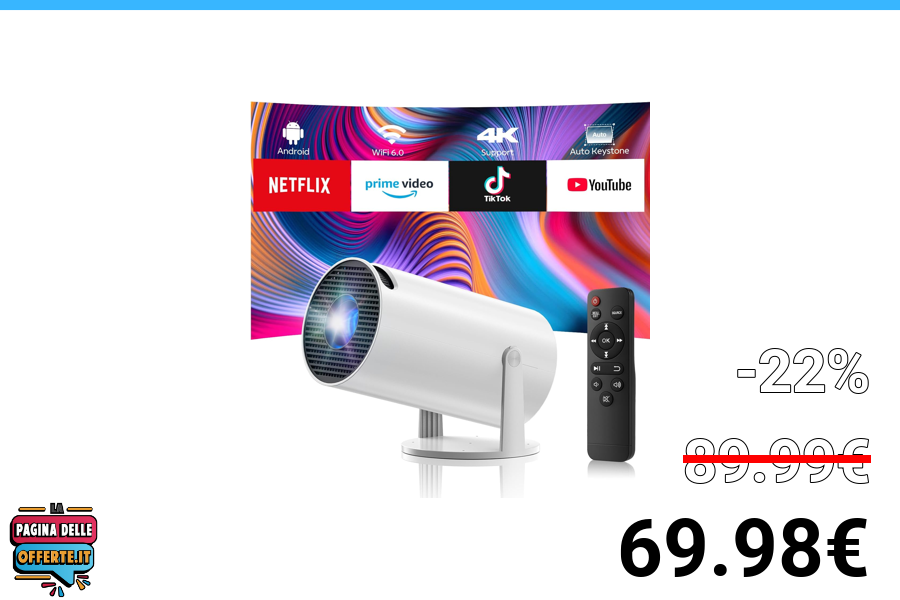 Android
WiFi 6.0
4K
Support
Auto
Auto Keystone
NETFLIX
prime video
TikTok
YouTube
OK
-22%
89.99€
69.98€
LA
PAGINA DELLE
OFFERTE.IT